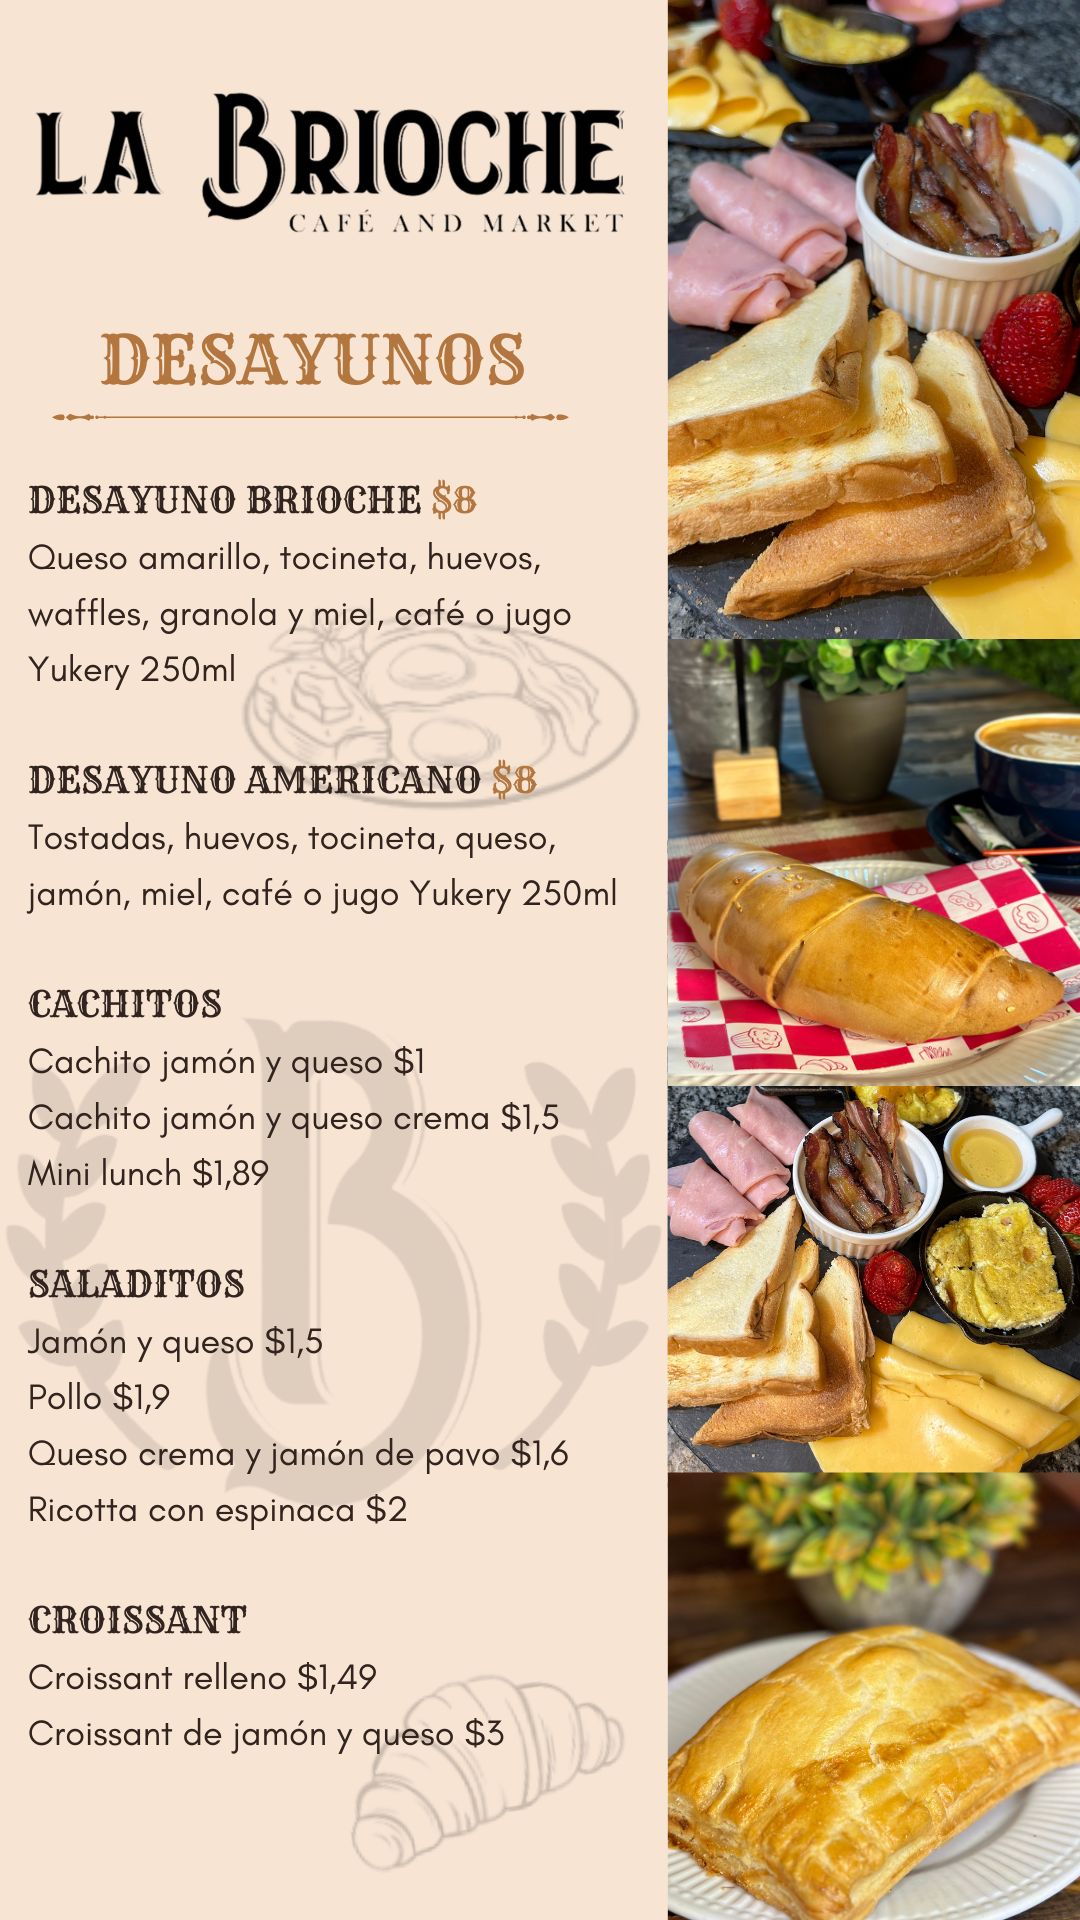 LA BRIOCHE
CAFÉ AND MARKET
DESAYUNOS
DESAYUNO BRIOCHE $8
Queso amarillo, tocineta, huevos,
waffles, granola y miel, café o jugo
Yukery 250ml
DESAYUNO AMERICANO $8
Tostadas, huevos, tocineta, queso,
jamón, miel, café o jugo Yukery 250ml
CACHITOS
Cachito jamón y queso $1
Cachito jamón y queso crema $1,5
Mini lunch $1,89
SALADITOS
Jamón y queso $1,5
Pollo $1,9
Queso crema y jamón de pavo $1,6
Ricotta con espinaca $2
CROISSANT
Croissant relleno $1,49
Croissant de jamón y queso $3
B